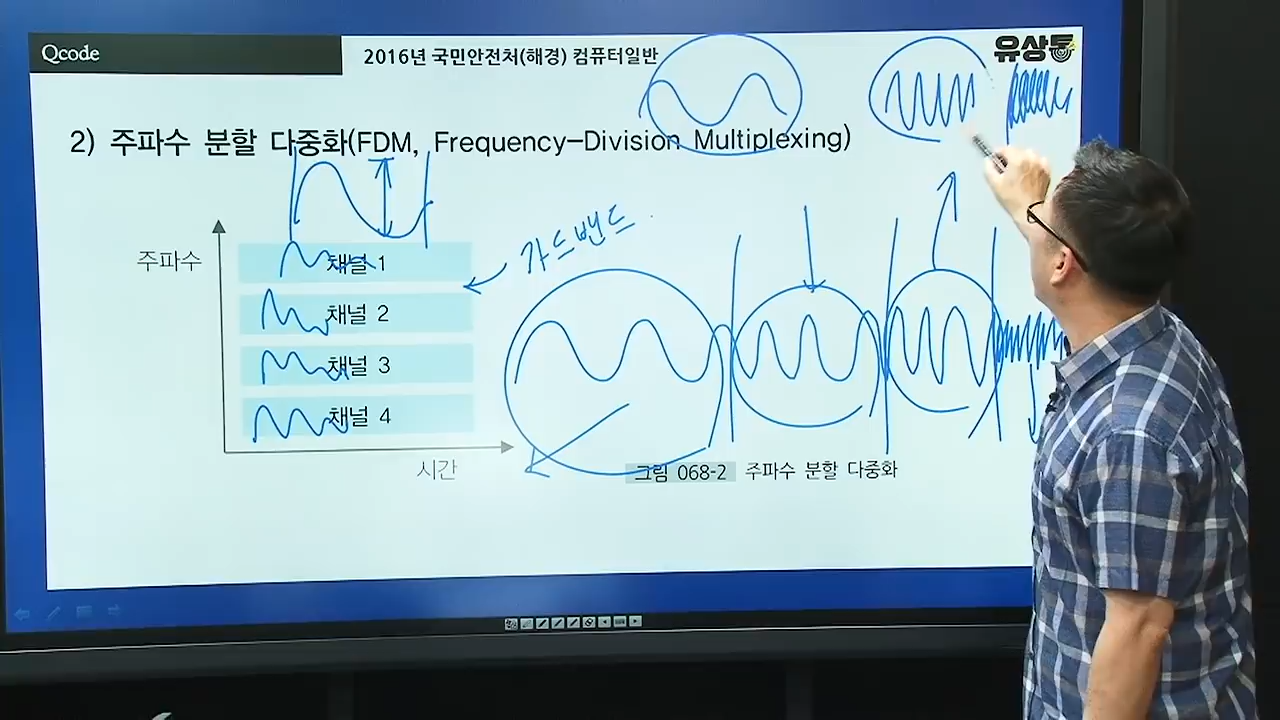 Qcode
2016년 국민안전처(해경) 컴퓨터일반
유상통
2) 주파수 분할 다중화(FDM, Frequency-Division Multiplexing)
가드밴드
주파수
채널 1
채널 2
채널 3
채널 4
시간
그림 068-2 주파수 분할 다중화